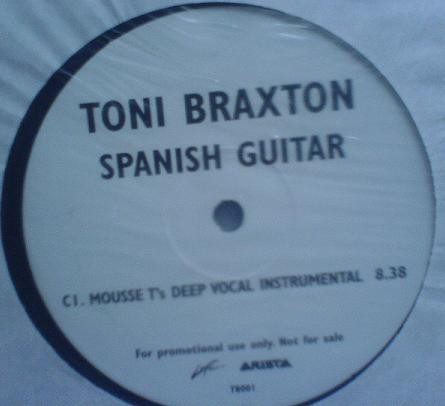 TONI BRAXTON
SPANISH GUITAR
C1. MOUSSE T's DEEP VOCAL INSTRUMENTAL 8.38
For promotional use only. Not for sale
ARISTA
TB001